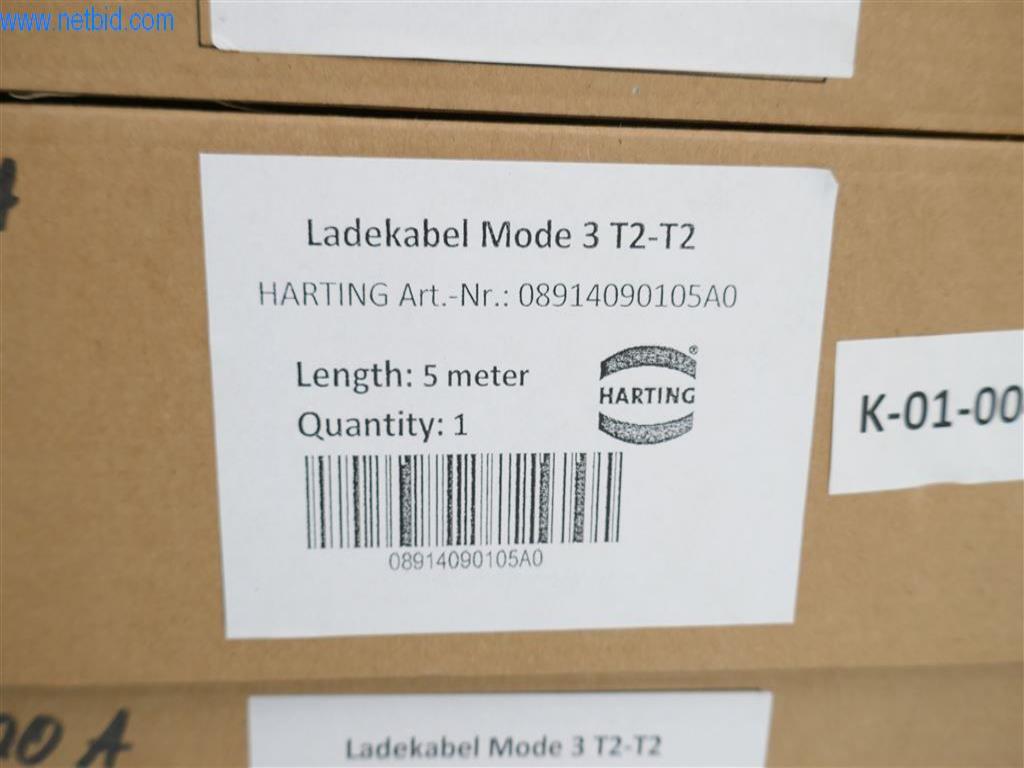 www.netbid.com
Ladekabel Mode 3 T2-T2
HARTING Art.-Nr.: 08914090105A0
Length: 5 meter
Quantity: 1
®
HARTING
08914090105A0
K-01-00
A
Ladekabel Mode 3 T2-T2